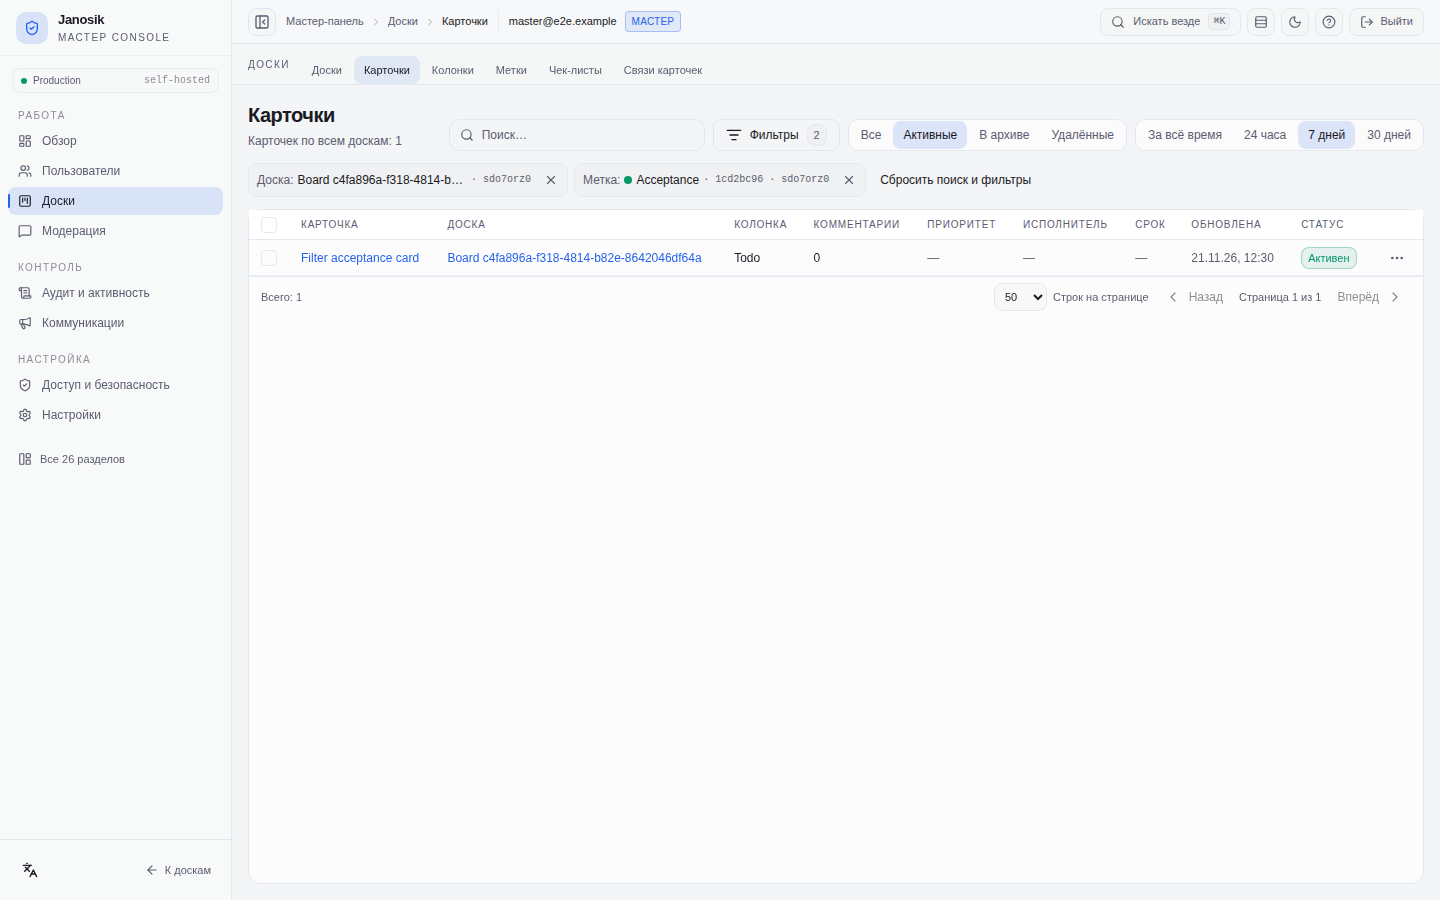 Janosik
МАСТЕР CONSOLE
Production self-hosted
РАБОТА
Обзор
Пользователи
Доски
Модерация
КОНТРОЛЬ
Аудит и активность
Коммуникации
НАСТРОЙКА
Доступ и безопасность
Настройки
Все 26 разделов
К доскам
Мастер-панель Доски Карточки master@e2e.example МАСТЕР
Искать везде ⌘K Выйти
ДОСКИ Доски Карточки Колонки Метки Чек-листы Связи карточек
Карточки
Карточек по всем доскам: 1
Поиск… Фильтры 2 Все Активные В архиве Удалённые За всё время 24 часа 7 дней 30 дней
Доска: Board c4fa896a-f318-4814-b… · sdo7orz0 Метка: Acceptance · 1cd2bc96 · sdo7orz0 Сбросить поиск и фильтры
КАРТОЧКА ДОСКА КОЛОНКА КОММЕНТАРИИ ПРИОРИТЕТ ИСПОЛНИТЕЛЬ СРОК ОБНОВЛЕНА СТАТУС
Filter acceptance card Board c4fa896a-f318-4814-b82e-8642046df64a Todo 0 — — — 21.11.26, 12:30 Активен
Всего: 1 50 Строк на странице Назад Страница 1 из 1 Вперёд